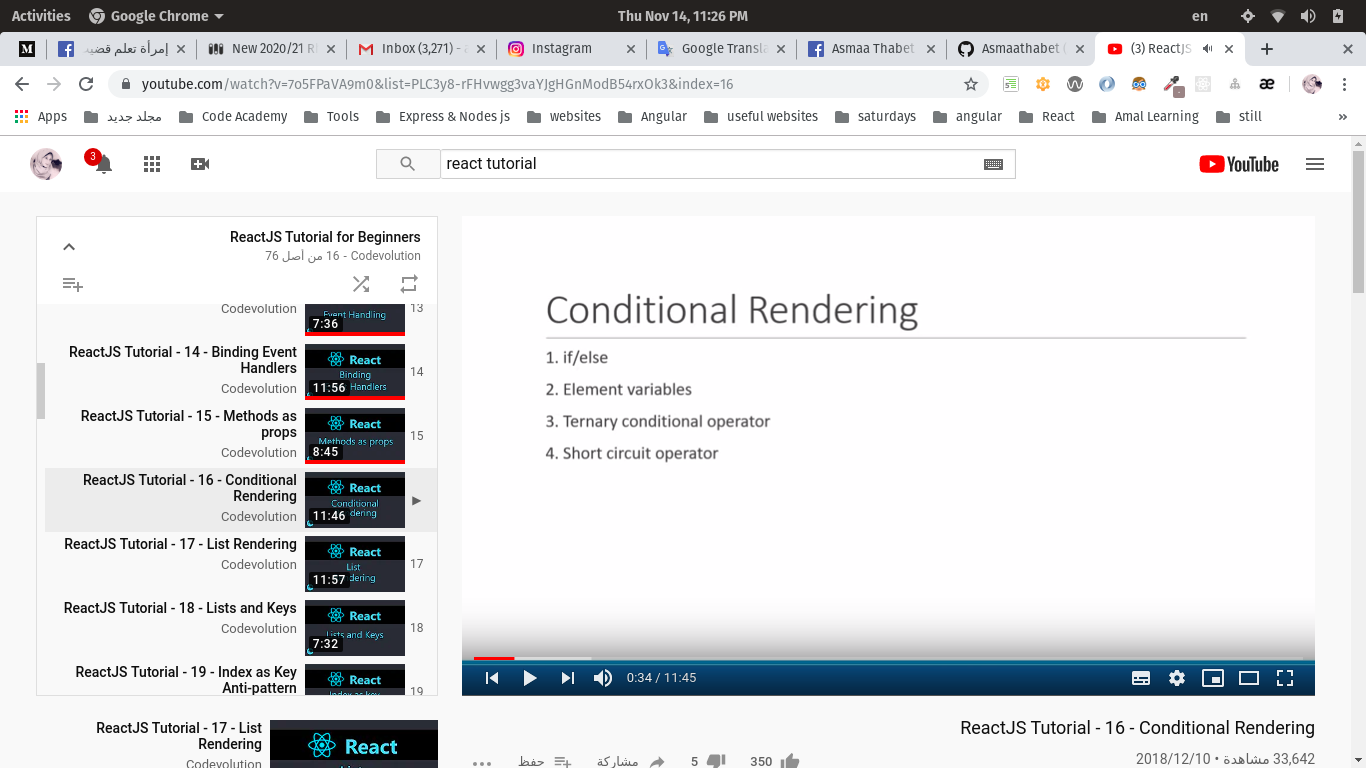 Activities
Google Chrome
Thu Nov 14, 11:26 PM
en
M
إمرأة تعلم قضيب
New 2020/21 R
Inbox (3,271) -
Instagram
Google Transla
Asmaa Thabet
Asmaathabet (
(3) ReactJS
youtube.com/watch?v=7o5FPaVA9m0&list=PLC3y8-rFHvwgg3vaYJgHGnModB54rxOk3&index=16
Apps
مجلد جديد
Code Academy
Tools
Express & Nodes js
websites
Angular
useful websites
saturdays
angular
React
Amal Learning
still
»
3
react tutorial
YouTube
ReactJS Tutorial for Beginners
Codevolution - 16 من أصل 76
Codevolution
Event Handling
7:36
13
ReactJS Tutorial - 14 - Binding Event
Handlers
Codevolution
React
Binding
Handlers
11:56
14
ReactJS Tutorial - 15 - Methods as
props
Codevolution
React
Methods as props
8:45
15
ReactJS Tutorial - 16 - Conditional
Rendering
Codevolution
React
Conditional
dering
11:46
ReactJS Tutorial - 17 - List Rendering
Codevolution
React
List
dering
11:57
17
ReactJS Tutorial - 18 - Lists and Keys
Codevolution
React
Lists and Keys
7:32
18
ReactJS Tutorial - 19 - Index as Key
Anti-pattern
React
Index as key
19
ReactJS Tutorial - 17 - List
Rendering
Codevolution
React
Conditional Rendering
1. if/else
2. Element variables
3. Ternary conditional operator
4. Short circuit operator
0:34 / 11:45
ReactJS Tutorial - 16 - Conditional Rendering
33,642 مشاهدة • 2018/12/10
350
5
مشاركة
حفظ